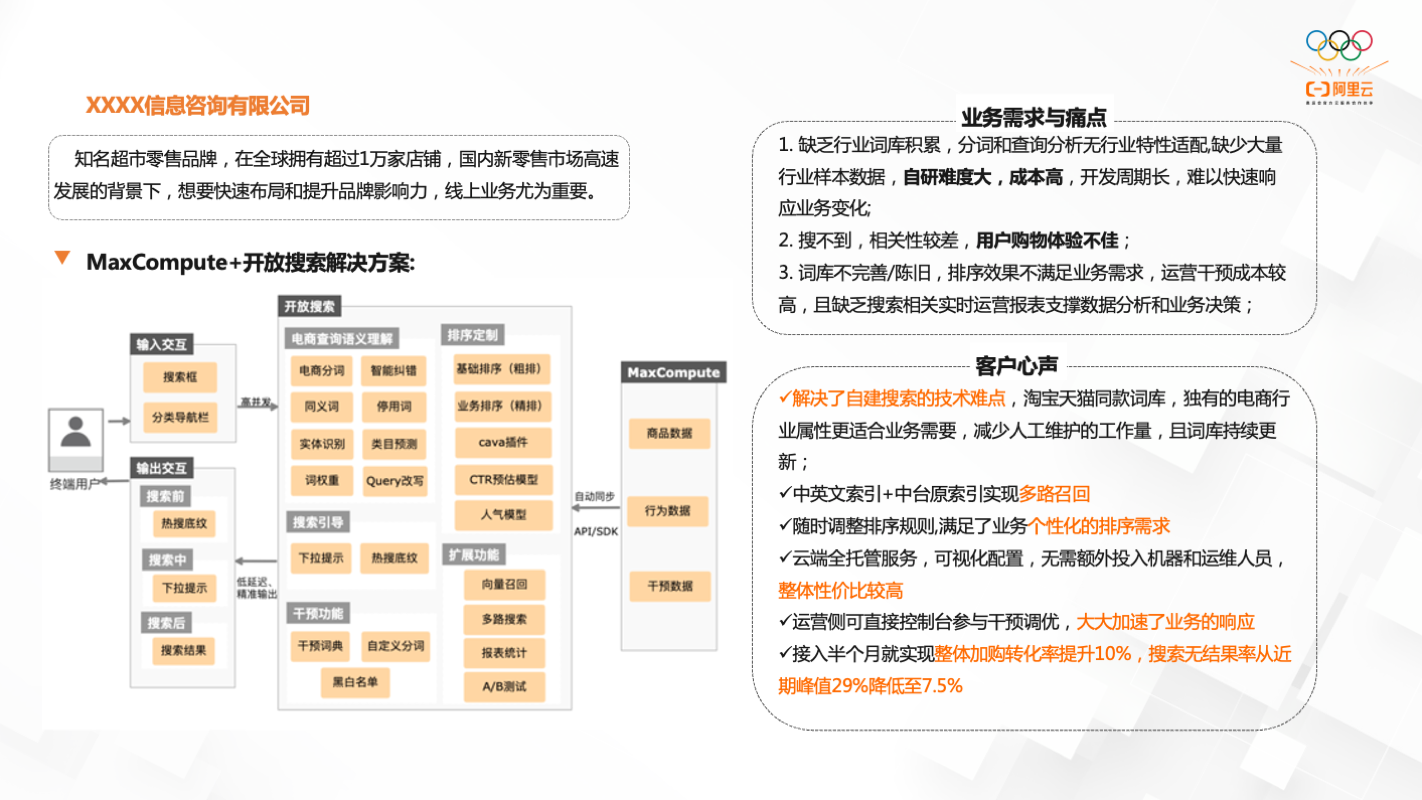 阿里云
XXXX信息咨询有限公司
知名超市零售品牌，在全球拥有超过1万家店铺，国内新零售市场高速
发展的背景下，想要快速布局和提升品牌影响力，线上业务尤为重要。
MaxCompute+开放搜索解决方案:
终端用户
输入交互
搜索框
分类导航栏
高并发
输出交互
搜索前
热搜底纹
搜索中
下拉提示
搜索后
搜索结果
低延迟、
精准输出
开放搜索
电商查询语义理解
电商分词
智能纠错
同义词
停用词
实体识别
类目预测
词权重
Query改写
搜索引导
下拉提示
热搜底纹
干预功能
干预词典
自定义分词
黑白名单
排序定制
基础排序（粗排）
业务排序（精排）
cava插件
CTR预估模型
人气模型
扩展功能
向量召回
多路搜索
报表统计
A/B测试
自动同步
API/SDK
MaxCompute
商品数据
行为数据
干预数据
业务需求与痛点
1. 缺乏行业词库积累，分词和查询分析无行业特性适配,缺少大量
行业样本数据，自研难度大，成本高，开发周期长，难以快速响
应业务变化;
2. 搜不到，相关性较差，用户购物体验不佳；
3. 词库不完善/陈旧，排序效果不满足业务需求，运营干预成本较
高，且缺乏搜索相关实时运营报表支撑数据分析和业务决策；
客户心声
✓解决了自建搜索的技术难点，淘宝天猫同款词库，独有的电商行
业属性更适合业务需要，减少人工维护的工作量，且词库持续更
新；
✓中英文索引+中台原索引实现多路召回
✓随时调整排序规则,满足了业务个性化的排序需求
✓云端全托管服务，可视化配置，无需额外投入机器和运维人员，
整体性价比较高
✓运营侧可直接控制台参与干预调优，大大加速了业务的响应
✓接入半个月就实现整体加购转化率提升10%，搜索无结果率从近
期峰值29%降低至7.5%